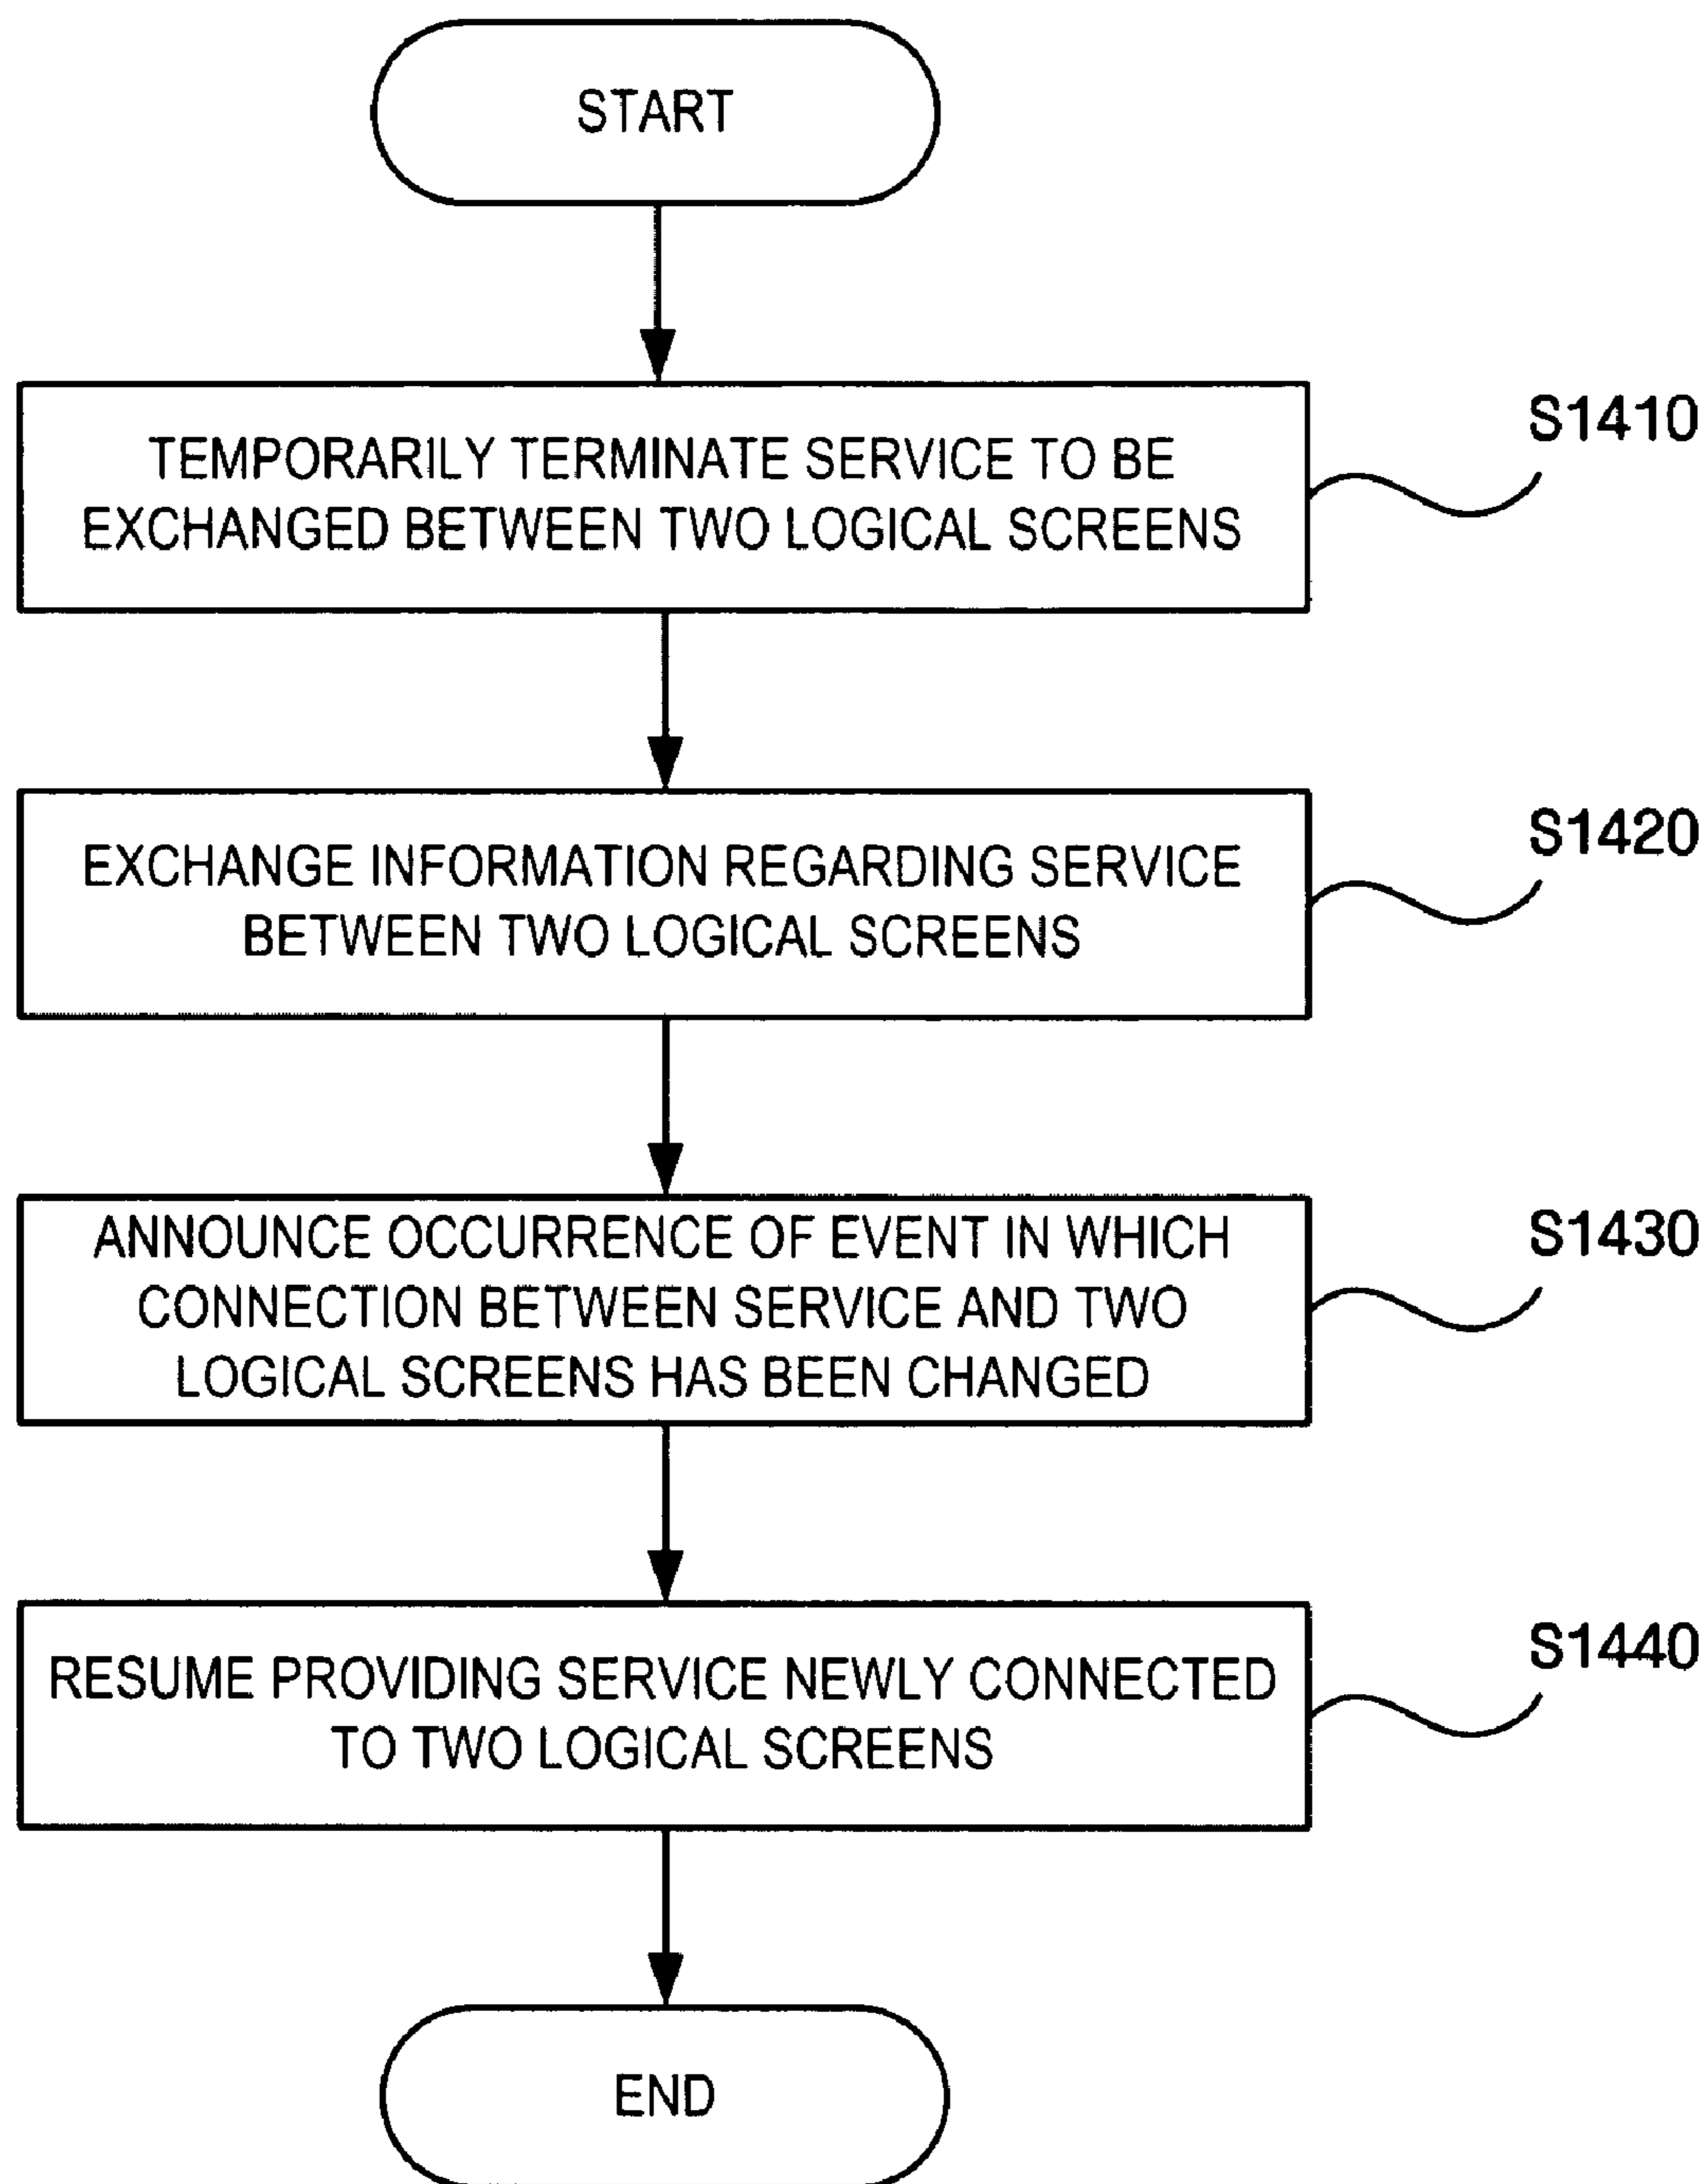 START
TEMPORARILY TERMINATE SERVICE TO BE
EXCHANGED BETWEEN TWO LOGICAL SCREENS
S1410
EXCHANGE INFORMATION REGARDING SERVICE
BETWEEN TWO LOGICAL SCREENS
S1420
ANNOUNCE OCCURRENCE OF EVENT IN WHICH
CONNECTION BETWEEN SERVICE AND TWO
LOGICAL SCREENS HAS BEEN CHANGED
S1430
RESUME PROVIDING SERVICE NEWLY CONNECTED
TO TWO LOGICAL SCREENS
S1440
END